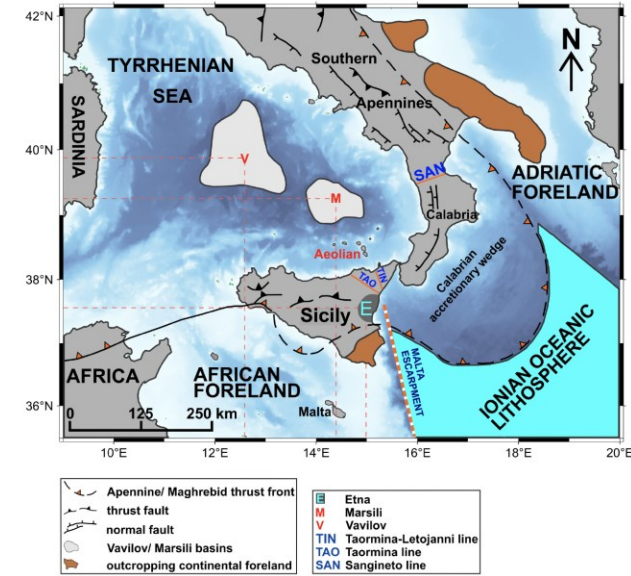 42°N
40°N
38°N
36°N
TYRRHENIAN
SEA
SARDINIA
Southern
Apennines
N
V
M
SAN
ADRIATIC
FORELAND
Calabria
Aeolian
Calabrian
accretionary wedge
TAO
TIN
Sicily
E
AFRICA
AFRICAN
FORELAND
Malta
MALTA
ESCARPMENT
IONIAN OCEANIC
LITHOSPHERE
0 125 250 km
10°E 12°E 14°E 16°E 18°E 20°E
Apennine/ Maghrebid thrust front
thrust fault
normal fault
Vavilov/ Marsili basins
outcropping continental foreland
E Etna
M Marsili
V Vavilov
TIN Taormina-Letojanni line
TAO Taormina line
SAN Sangineto line